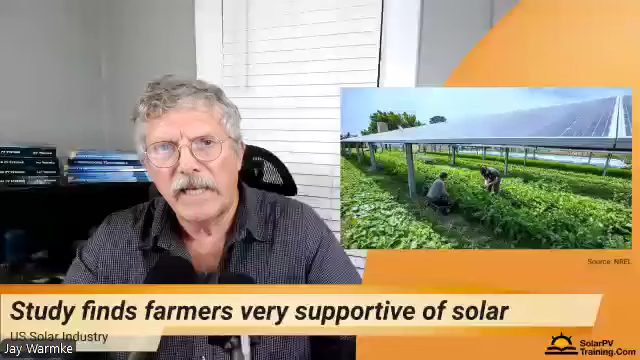 Source: NREL
Study finds farmers very supportive of solar
US Solar Industry
Jay Warmke
SolarPV
Training.Com